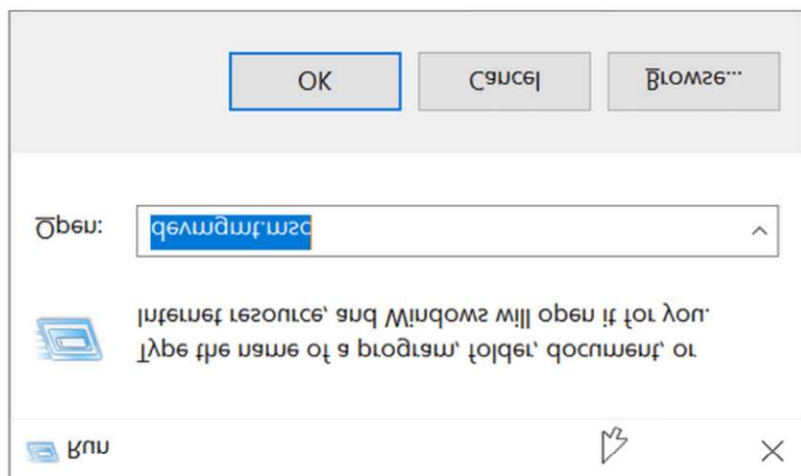 Run
Type the name of a program, folder, document, or
Internet resource, and Windows will open it for you.
Open:
devmgmt.msc
OK
Cancel
Browse...